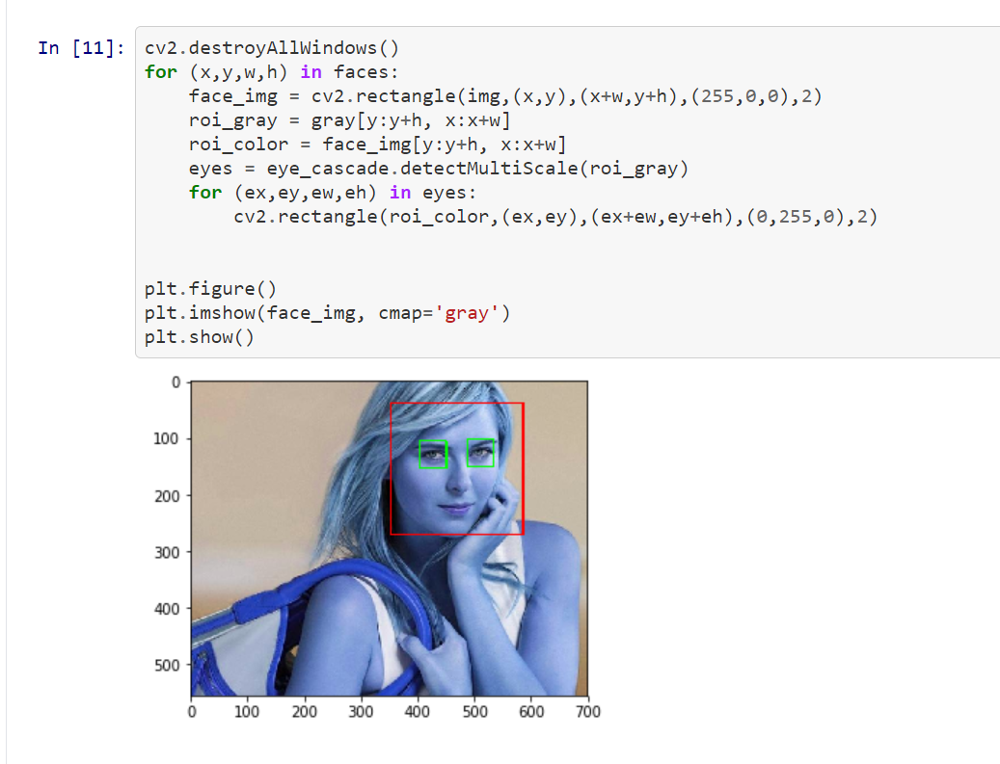 In [11]: cv2.destroyAllWindows()
for (x,y,w,h) in faces:
    face_img = cv2.rectangle(img,(x,y),(x+w,y+h),(255,0,0),2)
    roi_gray = gray[y:y+h, x:x+w]
    roi_color = face_img[y:y+h, x:x+w]
    eyes = eye_cascade.detectMultiScale(roi_gray)
    for (ex,ey,ew,eh) in eyes:
        cv2.rectangle(roi_color,(ex,ey),(ex+ew,ey+eh),(0,255,0),2)
plt.figure()
plt.imshow(face_img, cmap='gray')
plt.show()
0
100
200
300
400
500
0 100 200 300 400 500 600 700